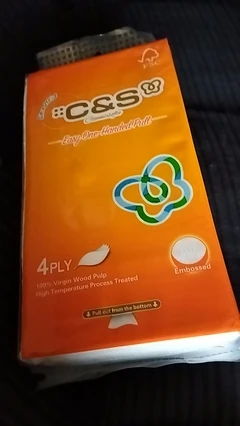 FSC
C&S
Easy One-Handed Pull
4PLY
100% Virgin Wood Pulp
High Temperature Process Treated
Embossed
Pull out from the bottom